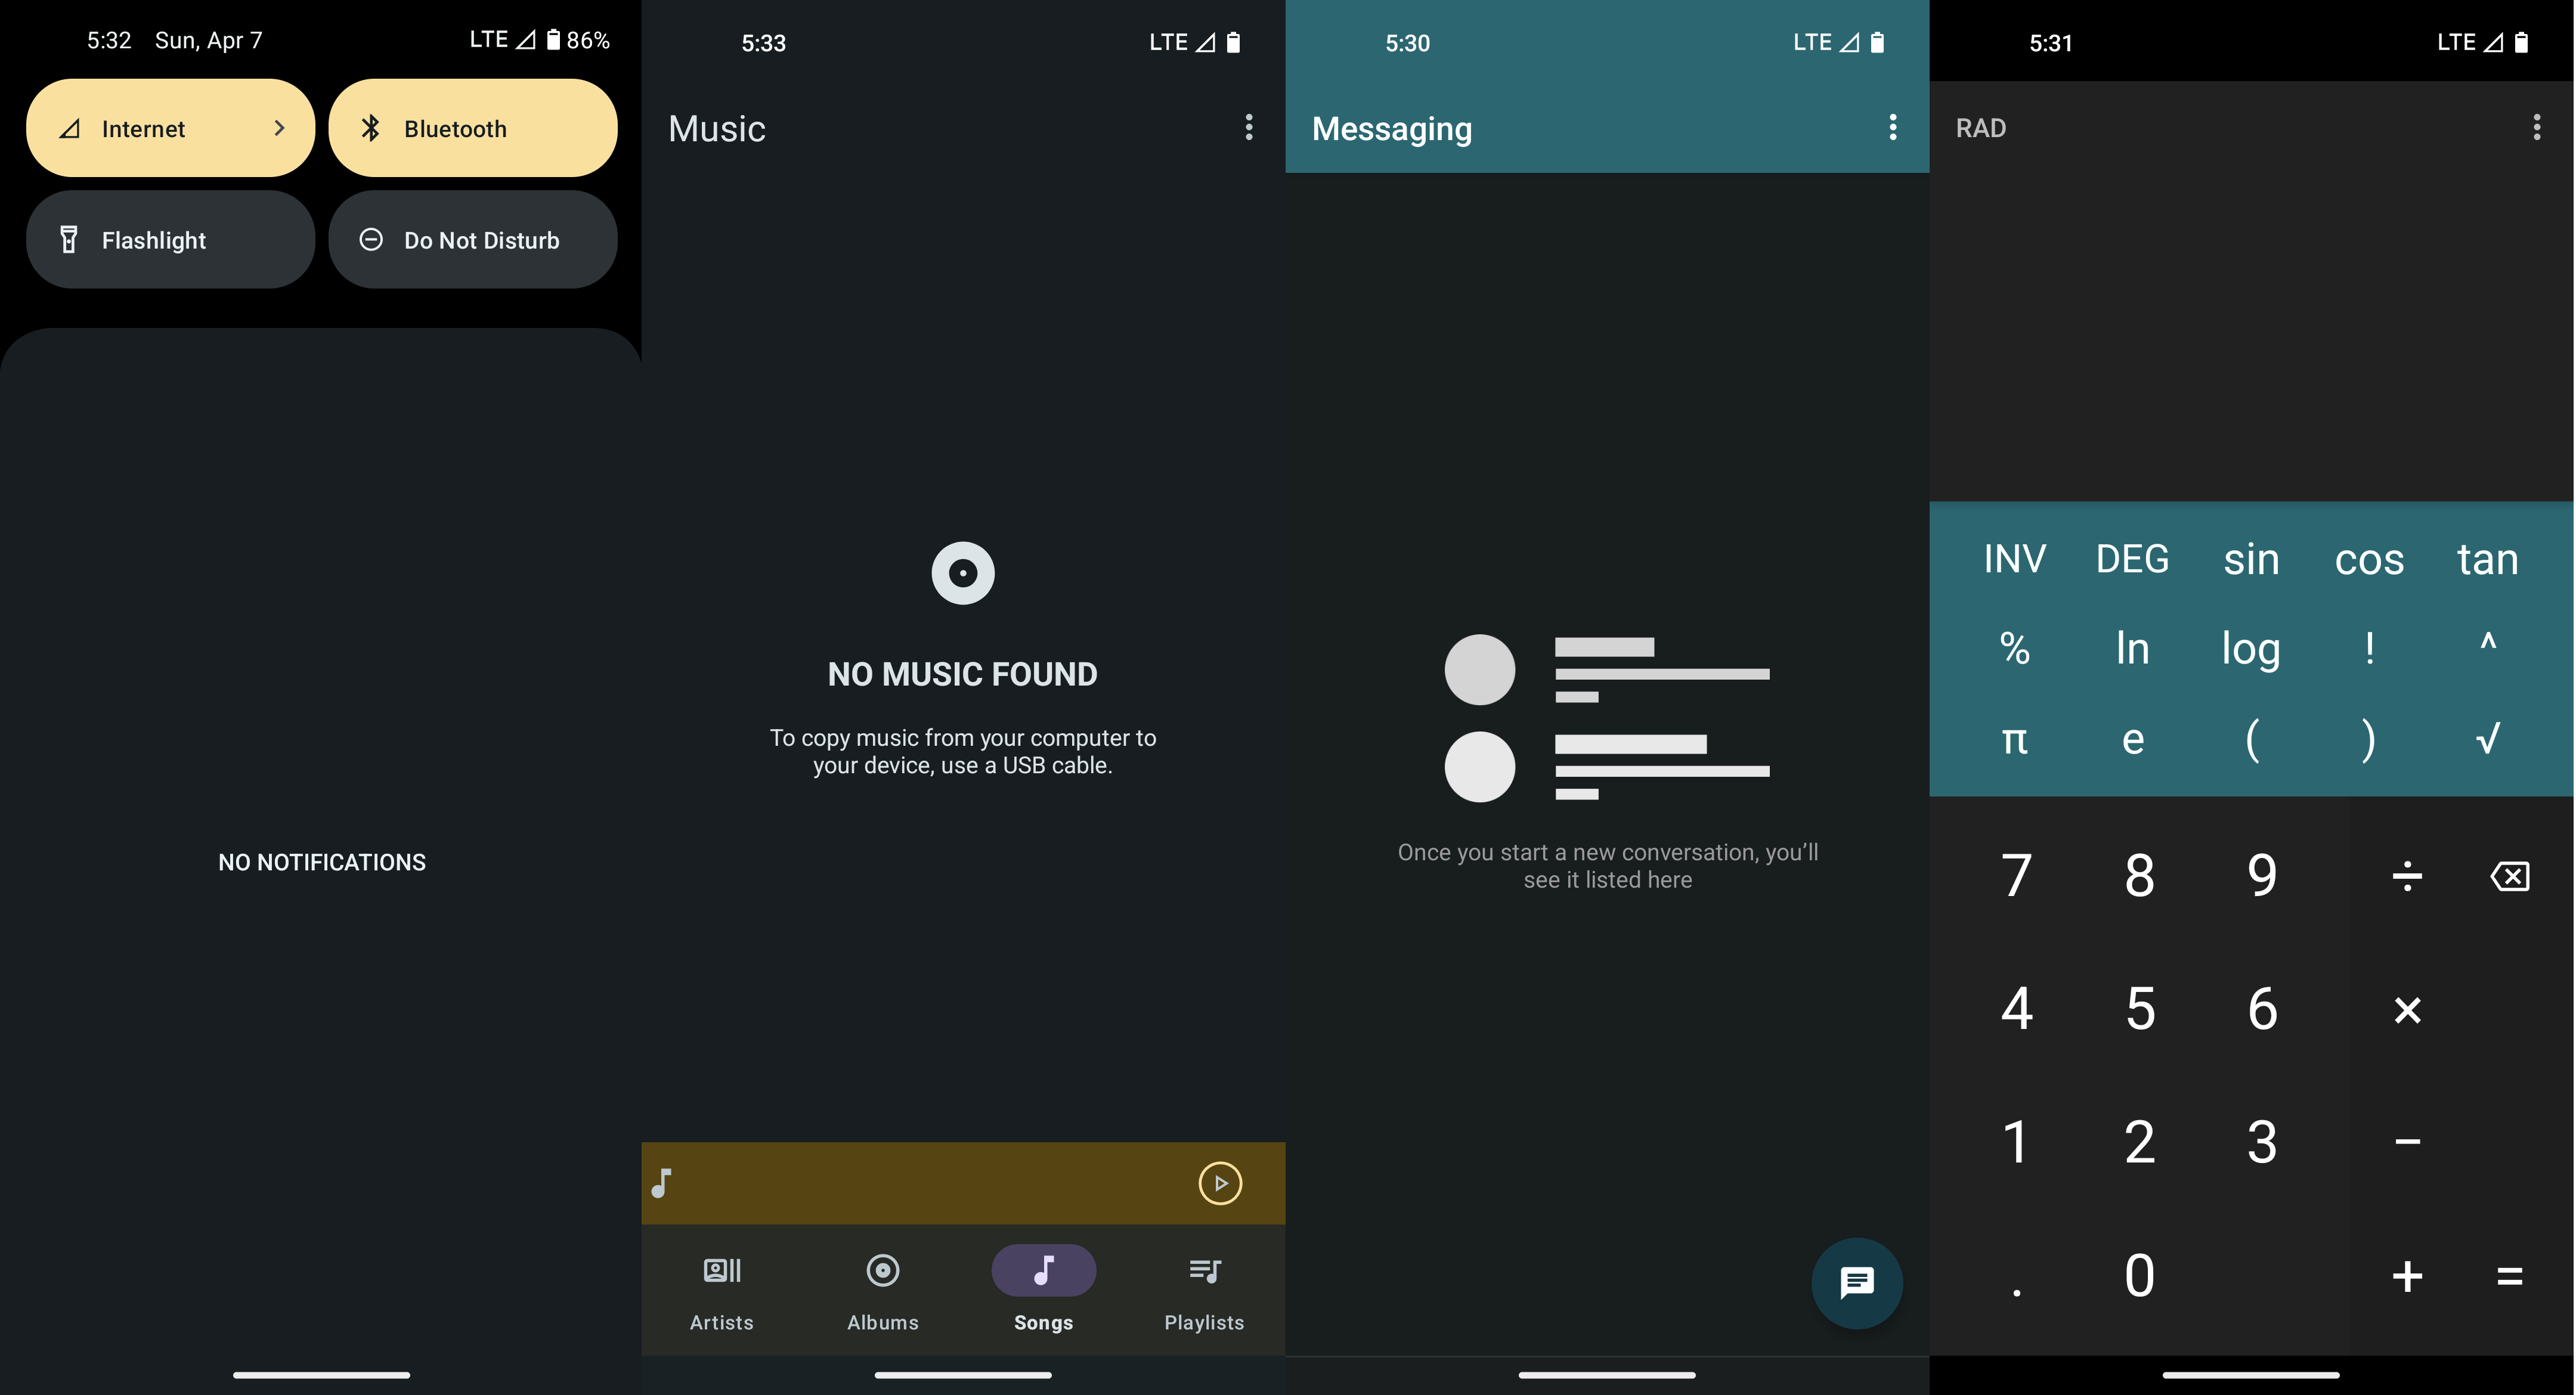 5:32 Sun, Apr 7 LTE 86%
Internet Bluetooth
Flashlight Do Not Disturb
NO NOTIFICATIONS
5:33 LTE
Music
NO MUSIC FOUND
To copy music from your computer to
your device, use a USB cable.
Artists Albums Songs Playlists
5:30 LTE
Messaging
Once you start a new conversation, you’ll
see it listed here
5:31 LTE
RAD
INV DEG sin cos tan
% ln log ! ^
π e ( ) √
7 8 9 ÷
4 5 6 ×
1 2 3 −
. 0 + =